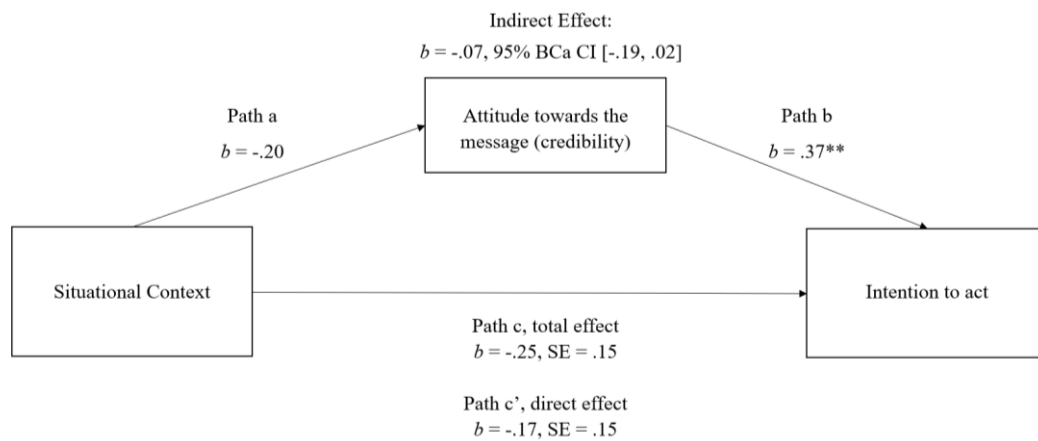 Indirect Effect:
b = -.07, 95% BCa CI [-.19, .02]
Path a
b = -.20
Attitude towards the
message (credibility)
Path b
b = .37**
Situational Context
Intention to act
Path c, total effect
b = -.25, SE = .15
Path c’, direct effect
b = -.17, SE = .15